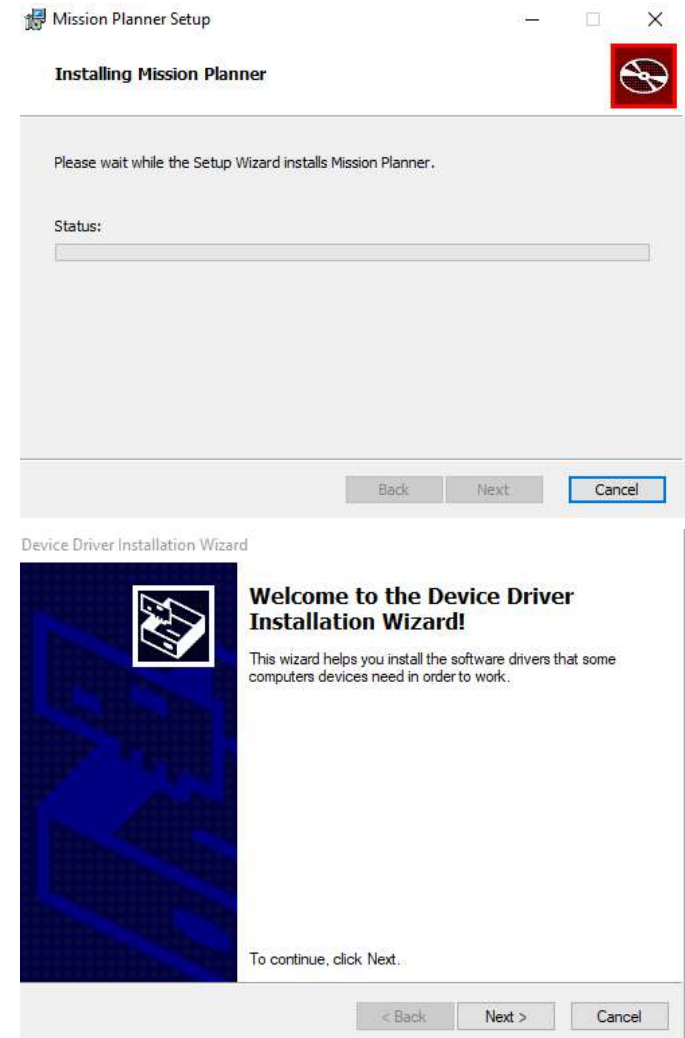 Mission Planner Setup
Installing Mission Planner
Please wait while the Setup Wizard installs Mission Planner.
Status:
Back Next Cancel
Device Driver Installation Wizard
Welcome to the Device Driver
Installation Wizard!
This wizard helps you install the software drivers that some
computers devices need in order to work.
To continue, click Next.
< Back Next > Cancel